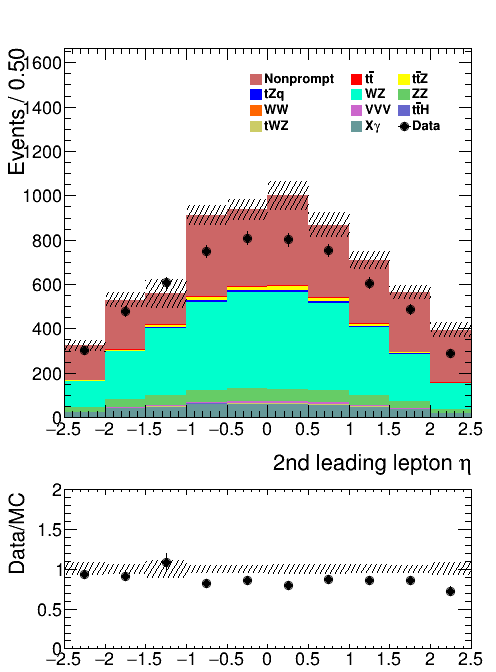 Events / 0.50
1600
1400
1200
1000
800
600
400
200
0
Nonprompt tt̄ tt̄Z
tZq WZ ZZ
WW VVV tt̄H
tWZ Xγ Data
−2.5 −2 −1.5 −1 −0.5 0 0.5 1 1.5 2 2.5
2nd leading lepton η
Data/MC
2
1.5
1
0.5
0
−2.5 −2 −1.5 −1 −0.5 0 0.5 1 1.5 2 2.5